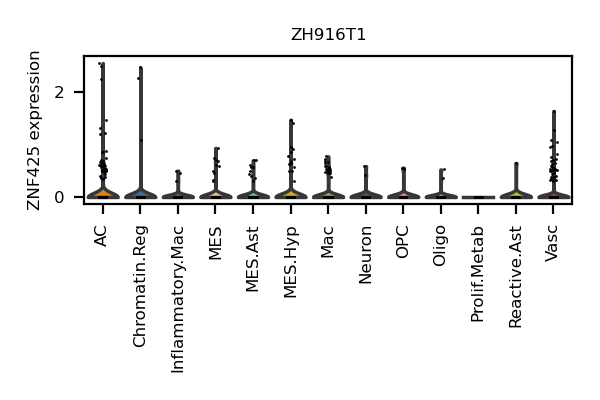 ZH916T1
ZNF425 expression
2
0
AC
Chromatin.Reg
Inflammatory.Mac
MES
MES.Ast
MES.Hyp
Mac
Neuron
OPC
Oligo
Prolif.Metab
Reactive.Ast
Vasc